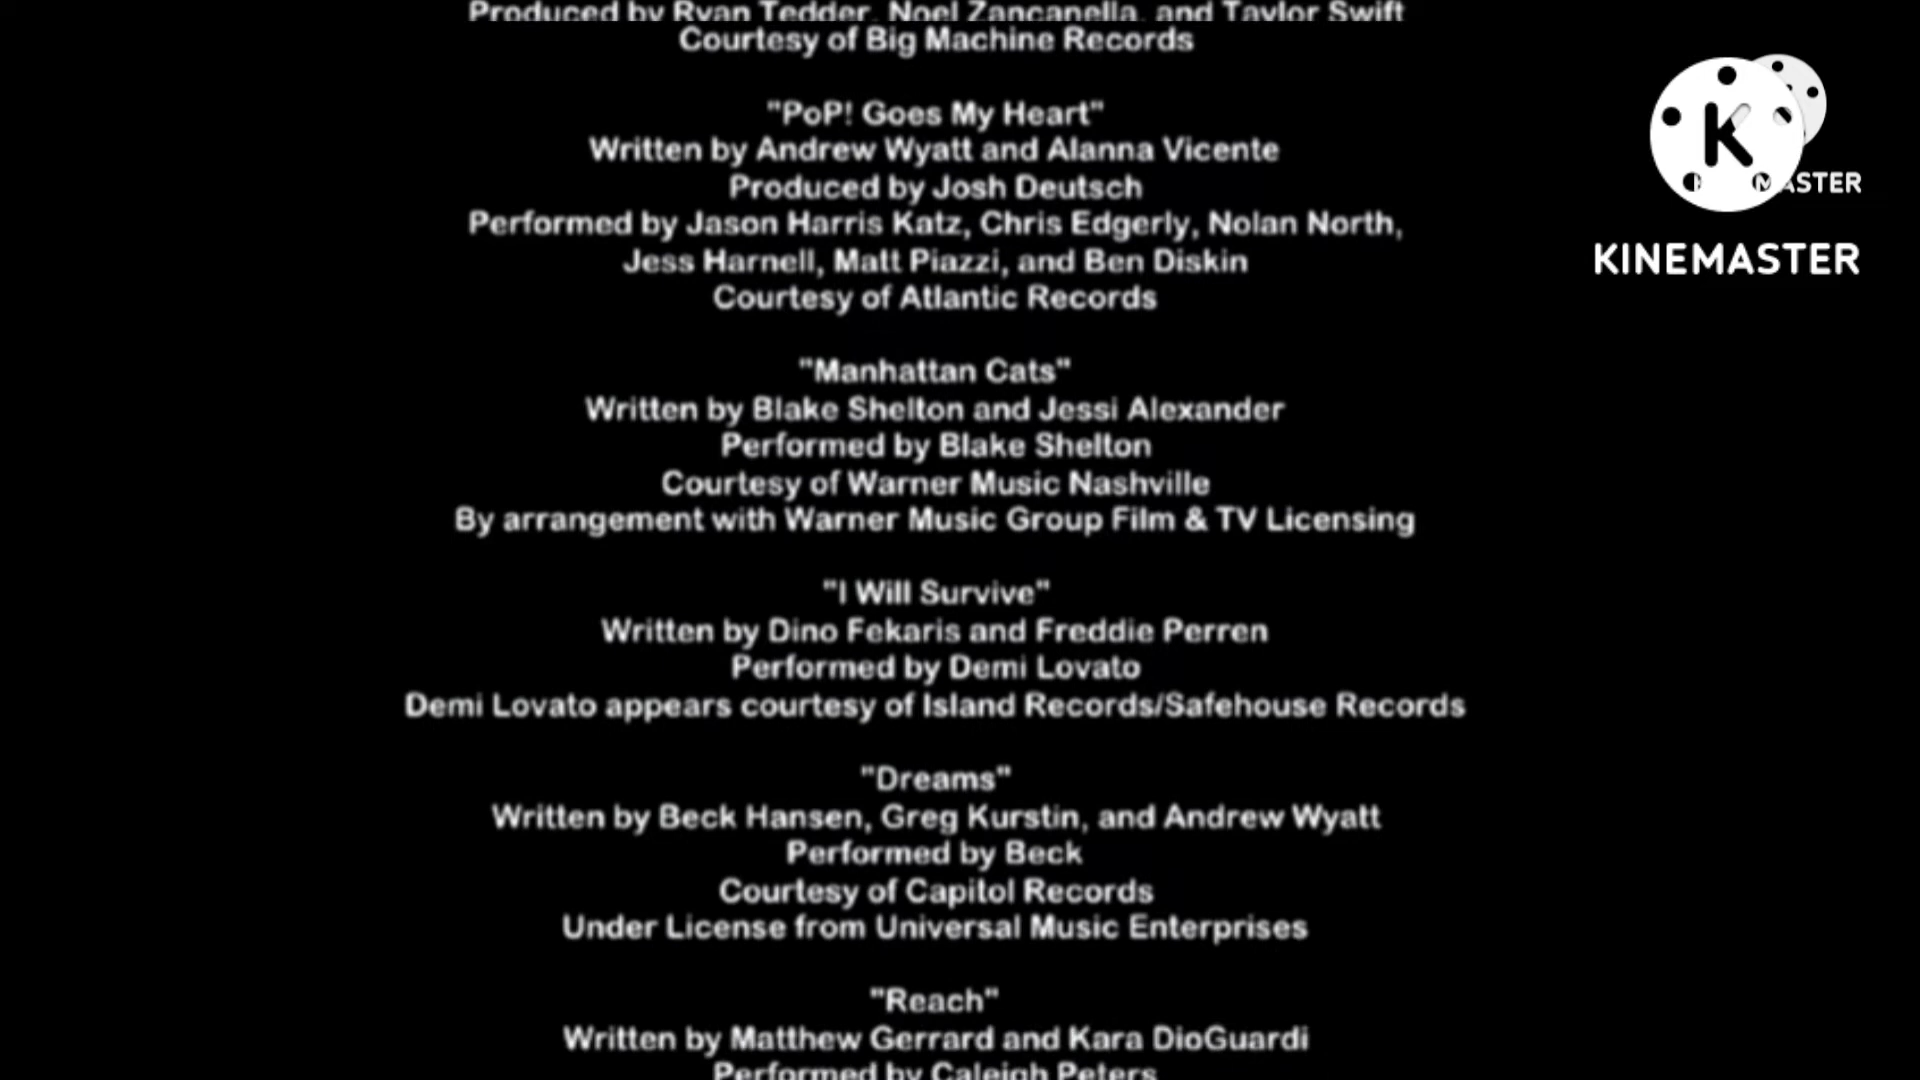 Produced by Ryan Tedder, Noel Zancanella, and Taylor Swift
Courtesy of Big Machine Records
"PoP! Goes My Heart"
Written by Andrew Wyatt and Alanna Vicente
Produced by Josh Deutsch
Performed by Jason Harris Katz, Chris Edgerly, Nolan North,
Jess Harnell, Matt Piazzi, and Ben Diskin
Courtesy of Atlantic Records
"Manhattan Cats"
Written by Blake Shelton and Jessi Alexander
Performed by Blake Shelton
Courtesy of Warner Music Nashville
By arrangement with Warner Music Group Film & TV Licensing
"I Will Survive"
Written by Dino Fekaris and Freddie Perren
Performed by Demi Lovato
Demi Lovato appears courtesy of Island Records/Safehouse Records
"Dreams"
Written by Beck Hansen, Greg Kurstin, and Andrew Wyatt
Performed by Beck
Courtesy of Capitol Records
Under License from Universal Music Enterprises
"Reach"
Written by Matthew Gerrard and Kara DioGuardi
Performed by Caleigh Peters
K
MASTER
KINEMASTER